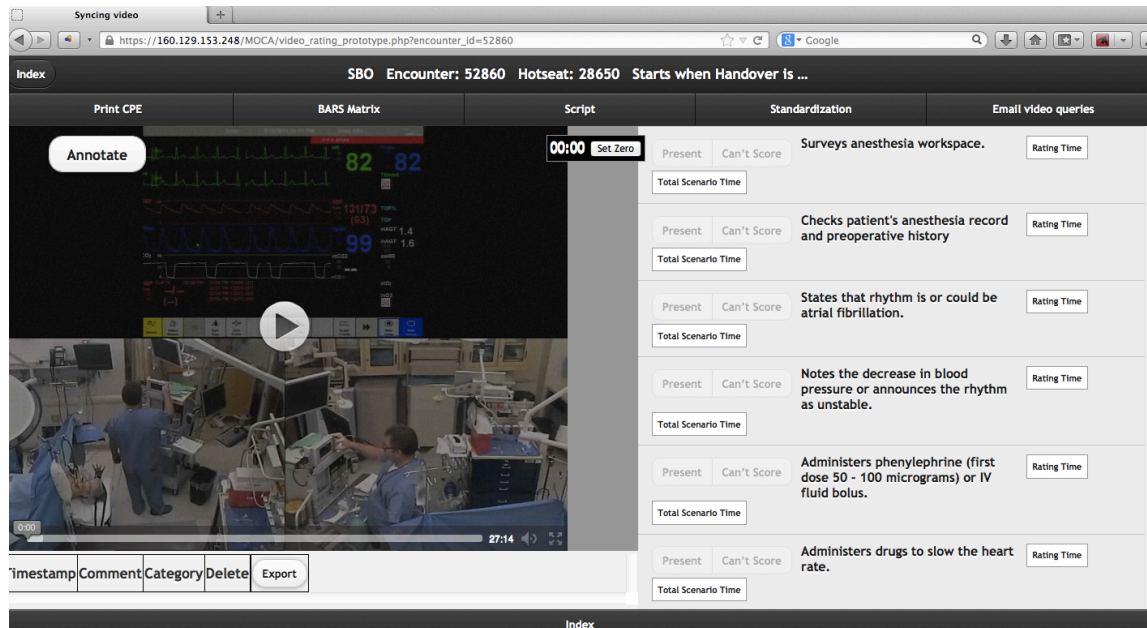 Syncing video
https://160.129.153.248/MOCA/video_rating_prototype.php?encounter_id=52860
Google
Index
SBO Encounter: 52860 Hotseat: 28650 Starts when Handover is ...
Print CPE
BARS Matrix
Script
Standardization
Email video queries
Annotate
00:00 Set Zero
82
82
131/73
(93)
99
1.4
1.6
0:00
27:14
Timestamp Comment Category Delete Export
Present Can't Score
Surveys anesthesia workspace.
Rating Time
Total Scenario Time
Present Can't Score
Checks patient's anesthesia record
and preoperative history
Rating Time
Total Scenario Time
Present Can't Score
States that rhythm is or could be
atrial fibrillation.
Rating Time
Total Scenario Time
Present Can't Score
Notes the decrease in blood
pressure or announces the rhythm
as unstable.
Rating Time
Total Scenario Time
Present Can't Score
Administers phenylephrine (first
dose 50 - 100 micrograms) or IV
fluid bolus.
Rating Time
Total Scenario Time
Present Can't Score
Administers drugs to slow the heart
rate.
Rating Time
Total Scenario Time
Index